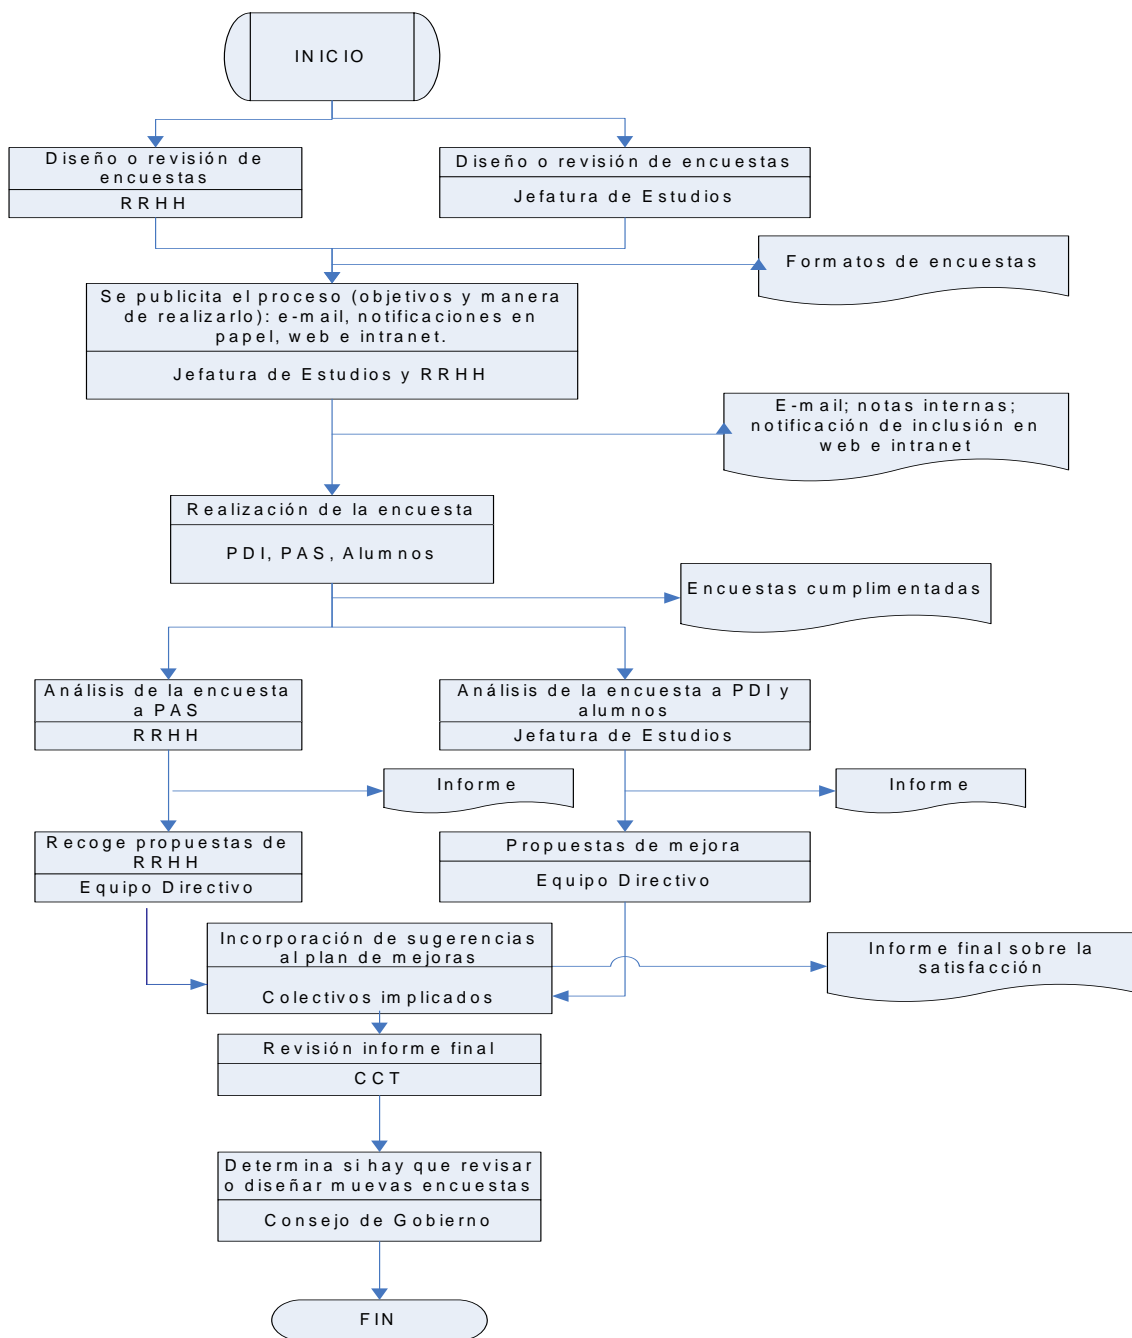 INICIO
Diseño o revisión de
encuestas
RRHH
Diseño o revisión de encuestas
Jefatura de Estudios
Formatos de encuestas
Se publicita el proceso (objetivos y manera
de realizarlo): e-mail, notificaciones en
papel, web e intranet.
Jefatura de Estudios y RRHH
E-mail; notas internas;
notificación de inclusión en
web e intranet
Realización de la encuesta
PDI, PAS, Alumnos
Encuestas cumplimentadas
Análisis de la encuesta
a PAS
RRHH
Análisis de la encuesta a PDI y
alumnos
Jefatura de Estudios
Informe
Informe
Recoge propuestas de
RRHH
Equipo Directivo
Propuestas de mejora
Equipo Directivo
Incorporación de sugerencias
al plan de mejoras
Colectivos implicados
Informe final sobre la
satisfacción
Revisión informe final
CCT
Determina si hay que revisar
o diseñar muevas encuestas
Consejo de Gobierno
FIN